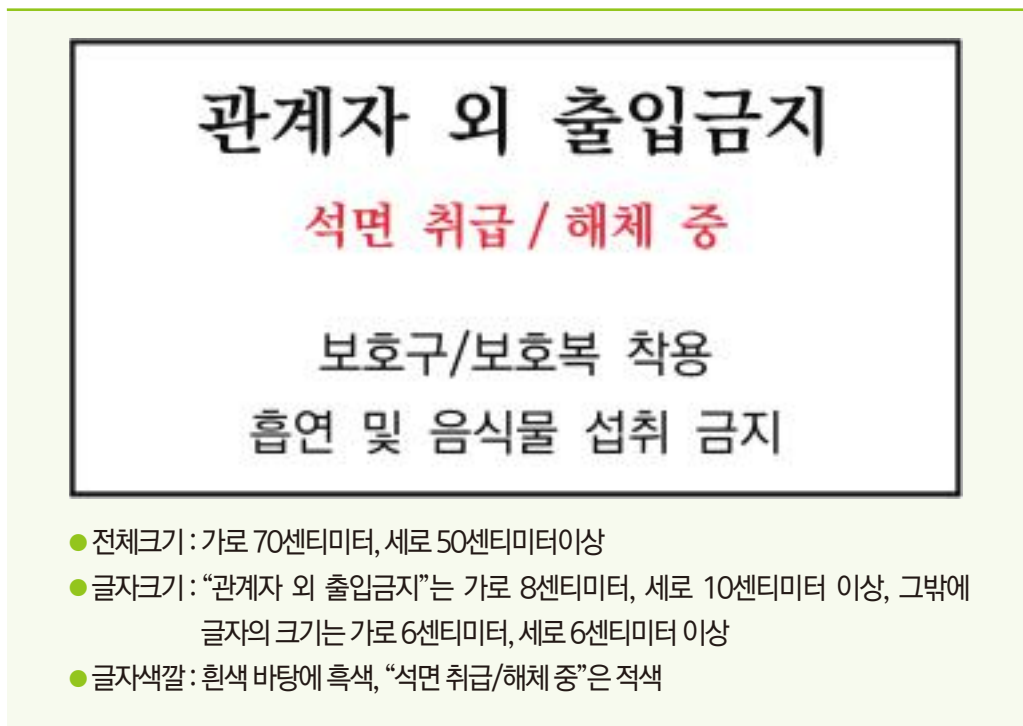 관계자 외 출입금지
석면 취급 / 해체 중
보호구/보호복 착용
흡연 및 음식물 섭취 금지
● 전체크기 : 가로 70센티미터, 세로 50센티미터이상
● 글자크기 : “관계자 외 출입금지”는 가로 8센티미터, 세로 10센티미터 이상, 그밖에
글자의 크기는 가로 6센티미터, 세로 6센티미터 이상
● 글자색깔 : 흰색 바탕에 흑색, “석면 취급/해체 중”은 적색